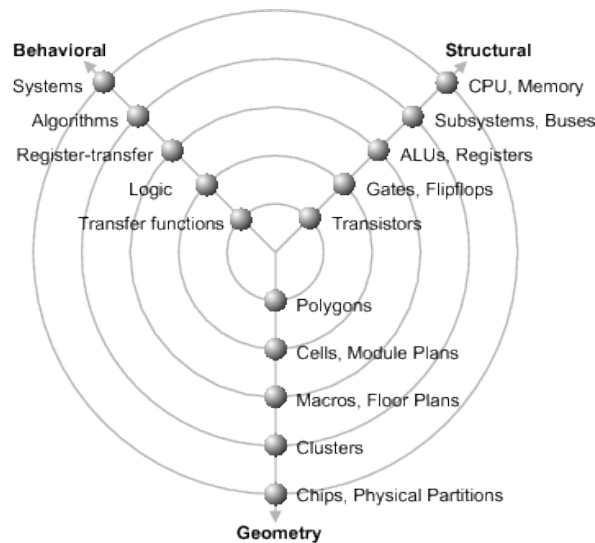 Behavioral
Structural
Systems
CPU, Memory
Algorithms
Subsystems, Buses
Register-transfer
ALUs, Registers
Logic
Gates, Flipflops
Transfer functions
Transistors
Polygons
Cells, Module Plans
Macros, Floor Plans
Clusters
Chips, Physical Partitions
Geometry